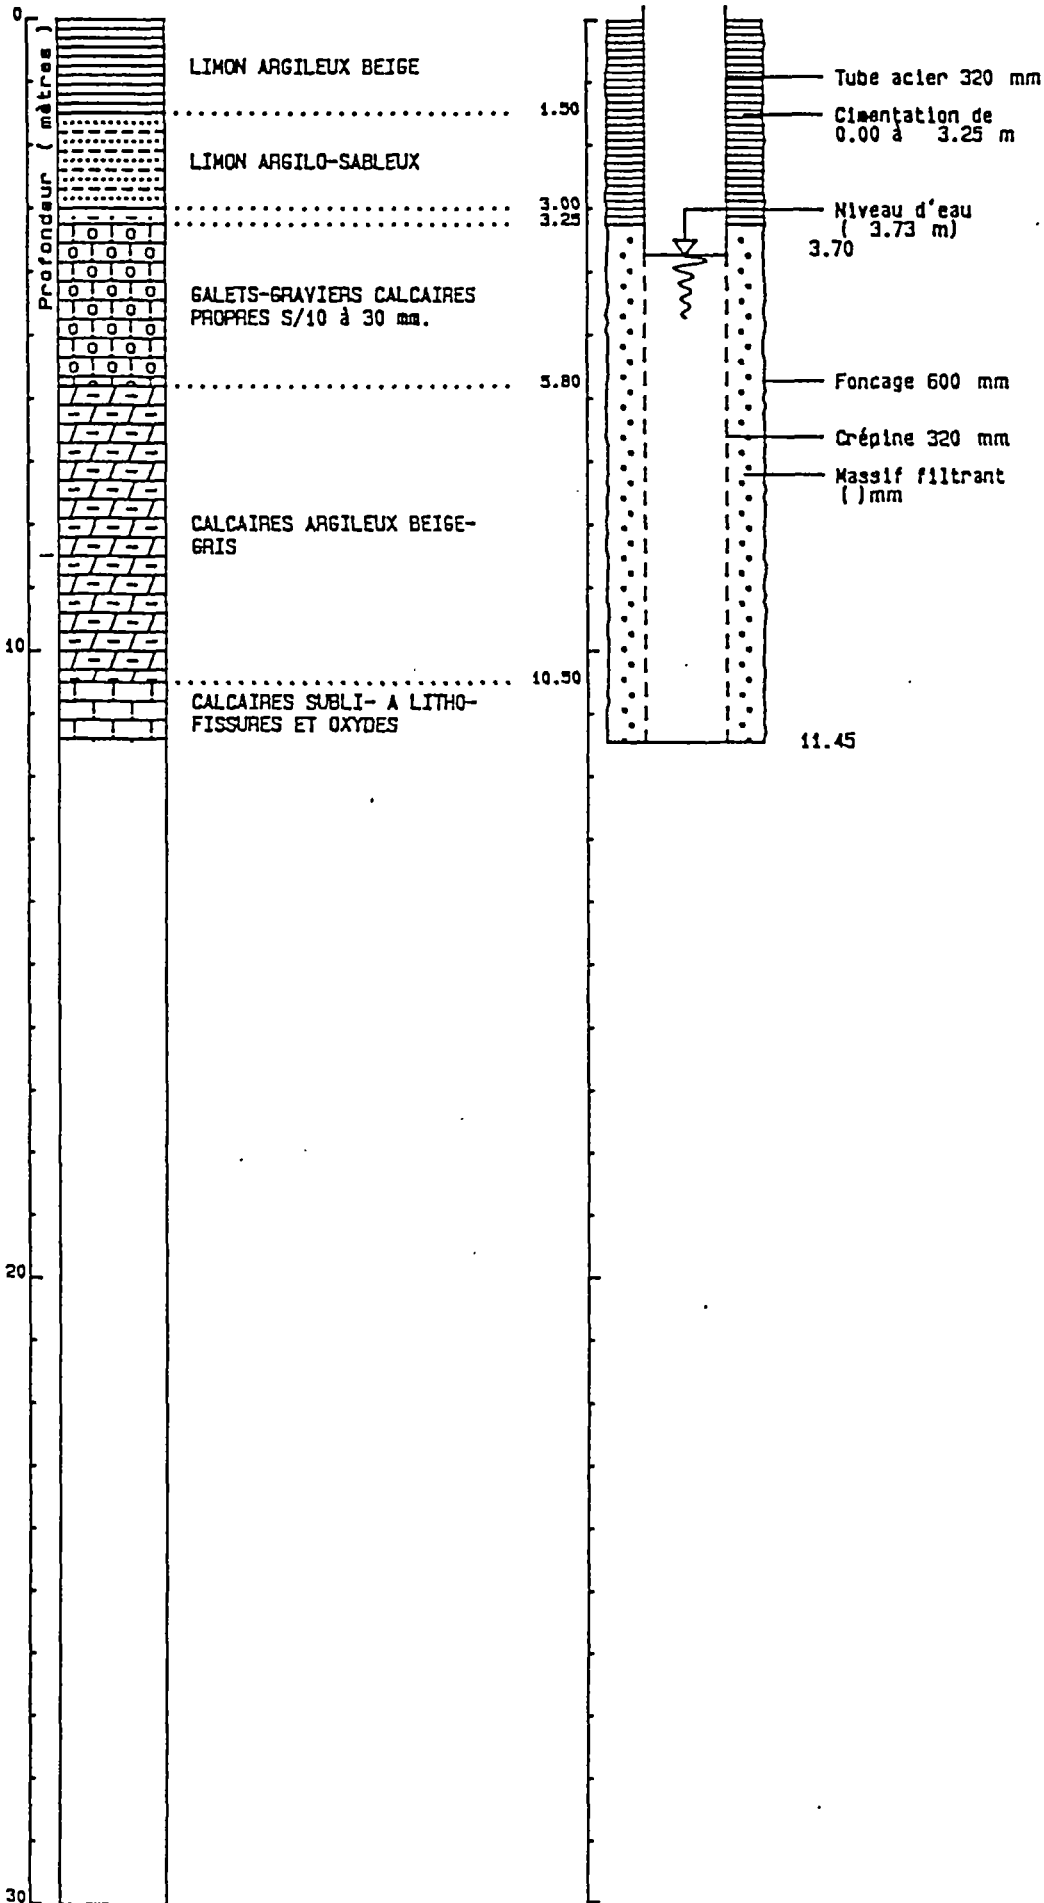 0
Profondeur ( mètres )
LIMON ARGILEUX BEIGE
1.50
LIMON ARGILO-SABLEUX
3.00
3.25
GALETS-GRAVIERS CALCAIRES
PROPRES S/10 à 30 mm.
5.80
CALCAIRES ARGILEUX BEIGE-
GRIS
10
10.50
CALCAIRES SUBLI- A LITHO-
FISSURES ET OXYDES
20
30
Tube acier 320 mm
Cimentation de
0.00 à 3.25 m
Niveau d'eau
( 3.73 m)
3.70
Foncage 600 mm
Crépine 320 mm
Massif filtrant
( )mm
11.45